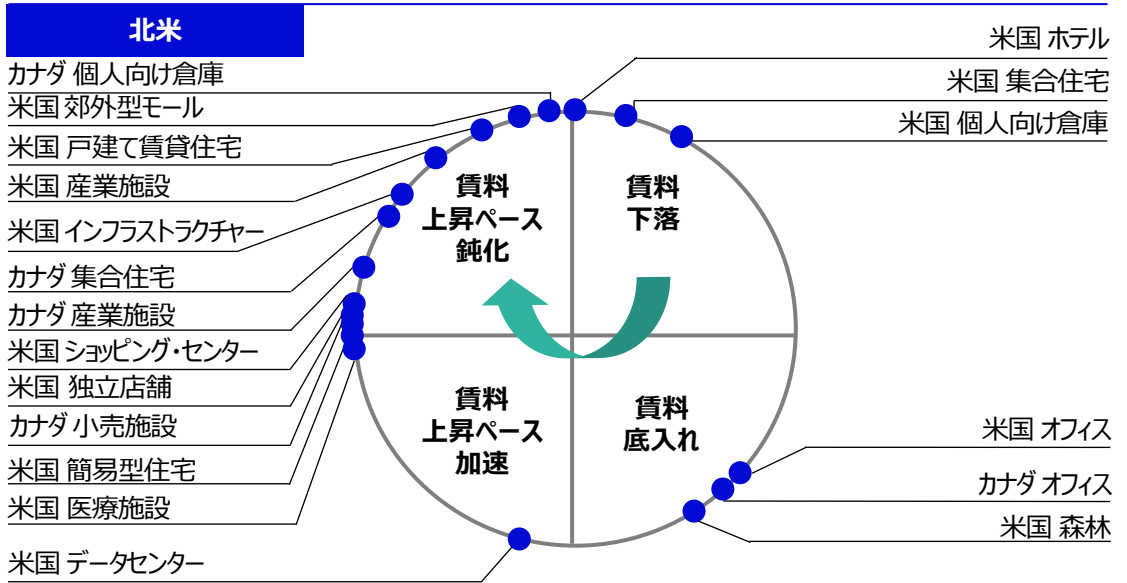 北米
カナダ 個人向け倉庫
米国 郊外型モール
米国 戸建て賃貸住宅
米国 産業施設
米国 インフラストラクチャー
カナダ 集合住宅
カナダ 産業施設
米国 ショッピング・センター
米国 独立店舗
カナダ 小売施設
米国 簡易型住宅
米国 医療施設
米国 データセンター
米国 ホテル
米国 集合住宅
米国 個人向け倉庫
賃料
上昇ペース
鈍化
賃料
下落
賃料
上昇ペース
加速
賃料
底入れ
米国 オフィス
カナダ オフィス
米国 森林